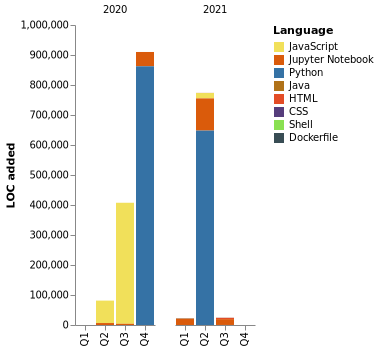 2020
2021
1,000,000
900,000
800,000
700,000
600,000
500,000
400,000
300,000
200,000
100,000
0
LOC added
Q1
Q2
Q3
Q4
Q1
Q2
Q3
Q4
Language
JavaScript
Jupyter Notebook
Python
Java
HTML
CSS
Shell
Dockerfile